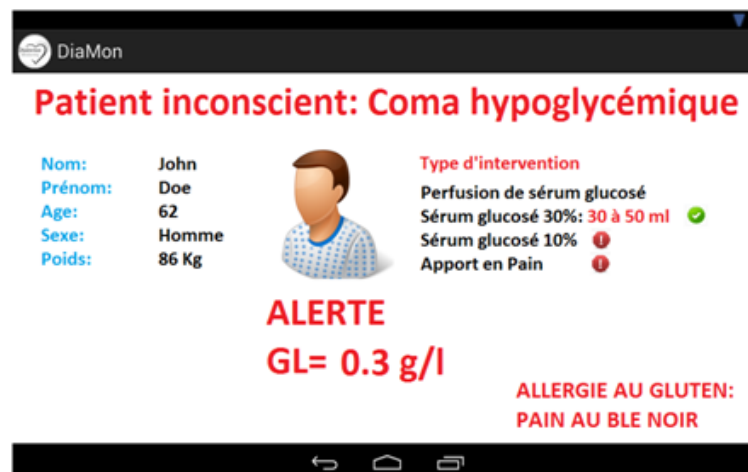 DiaMon
Patient inconscient: Coma hypoglycémique
Nom: John
Prénom: Doe
Age: 62
Sexe: Homme
Poids: 86 Kg
Type d'intervention
Perfusion de sérum glucosé
Sérum glucosé 30%: 30 à 50 ml
Sérum glucosé 10%
Apport en Pain
ALERTE
GL= 0.3 g/l
ALLERGIE AU GLUTEN:
PAIN AU BLE NOIR